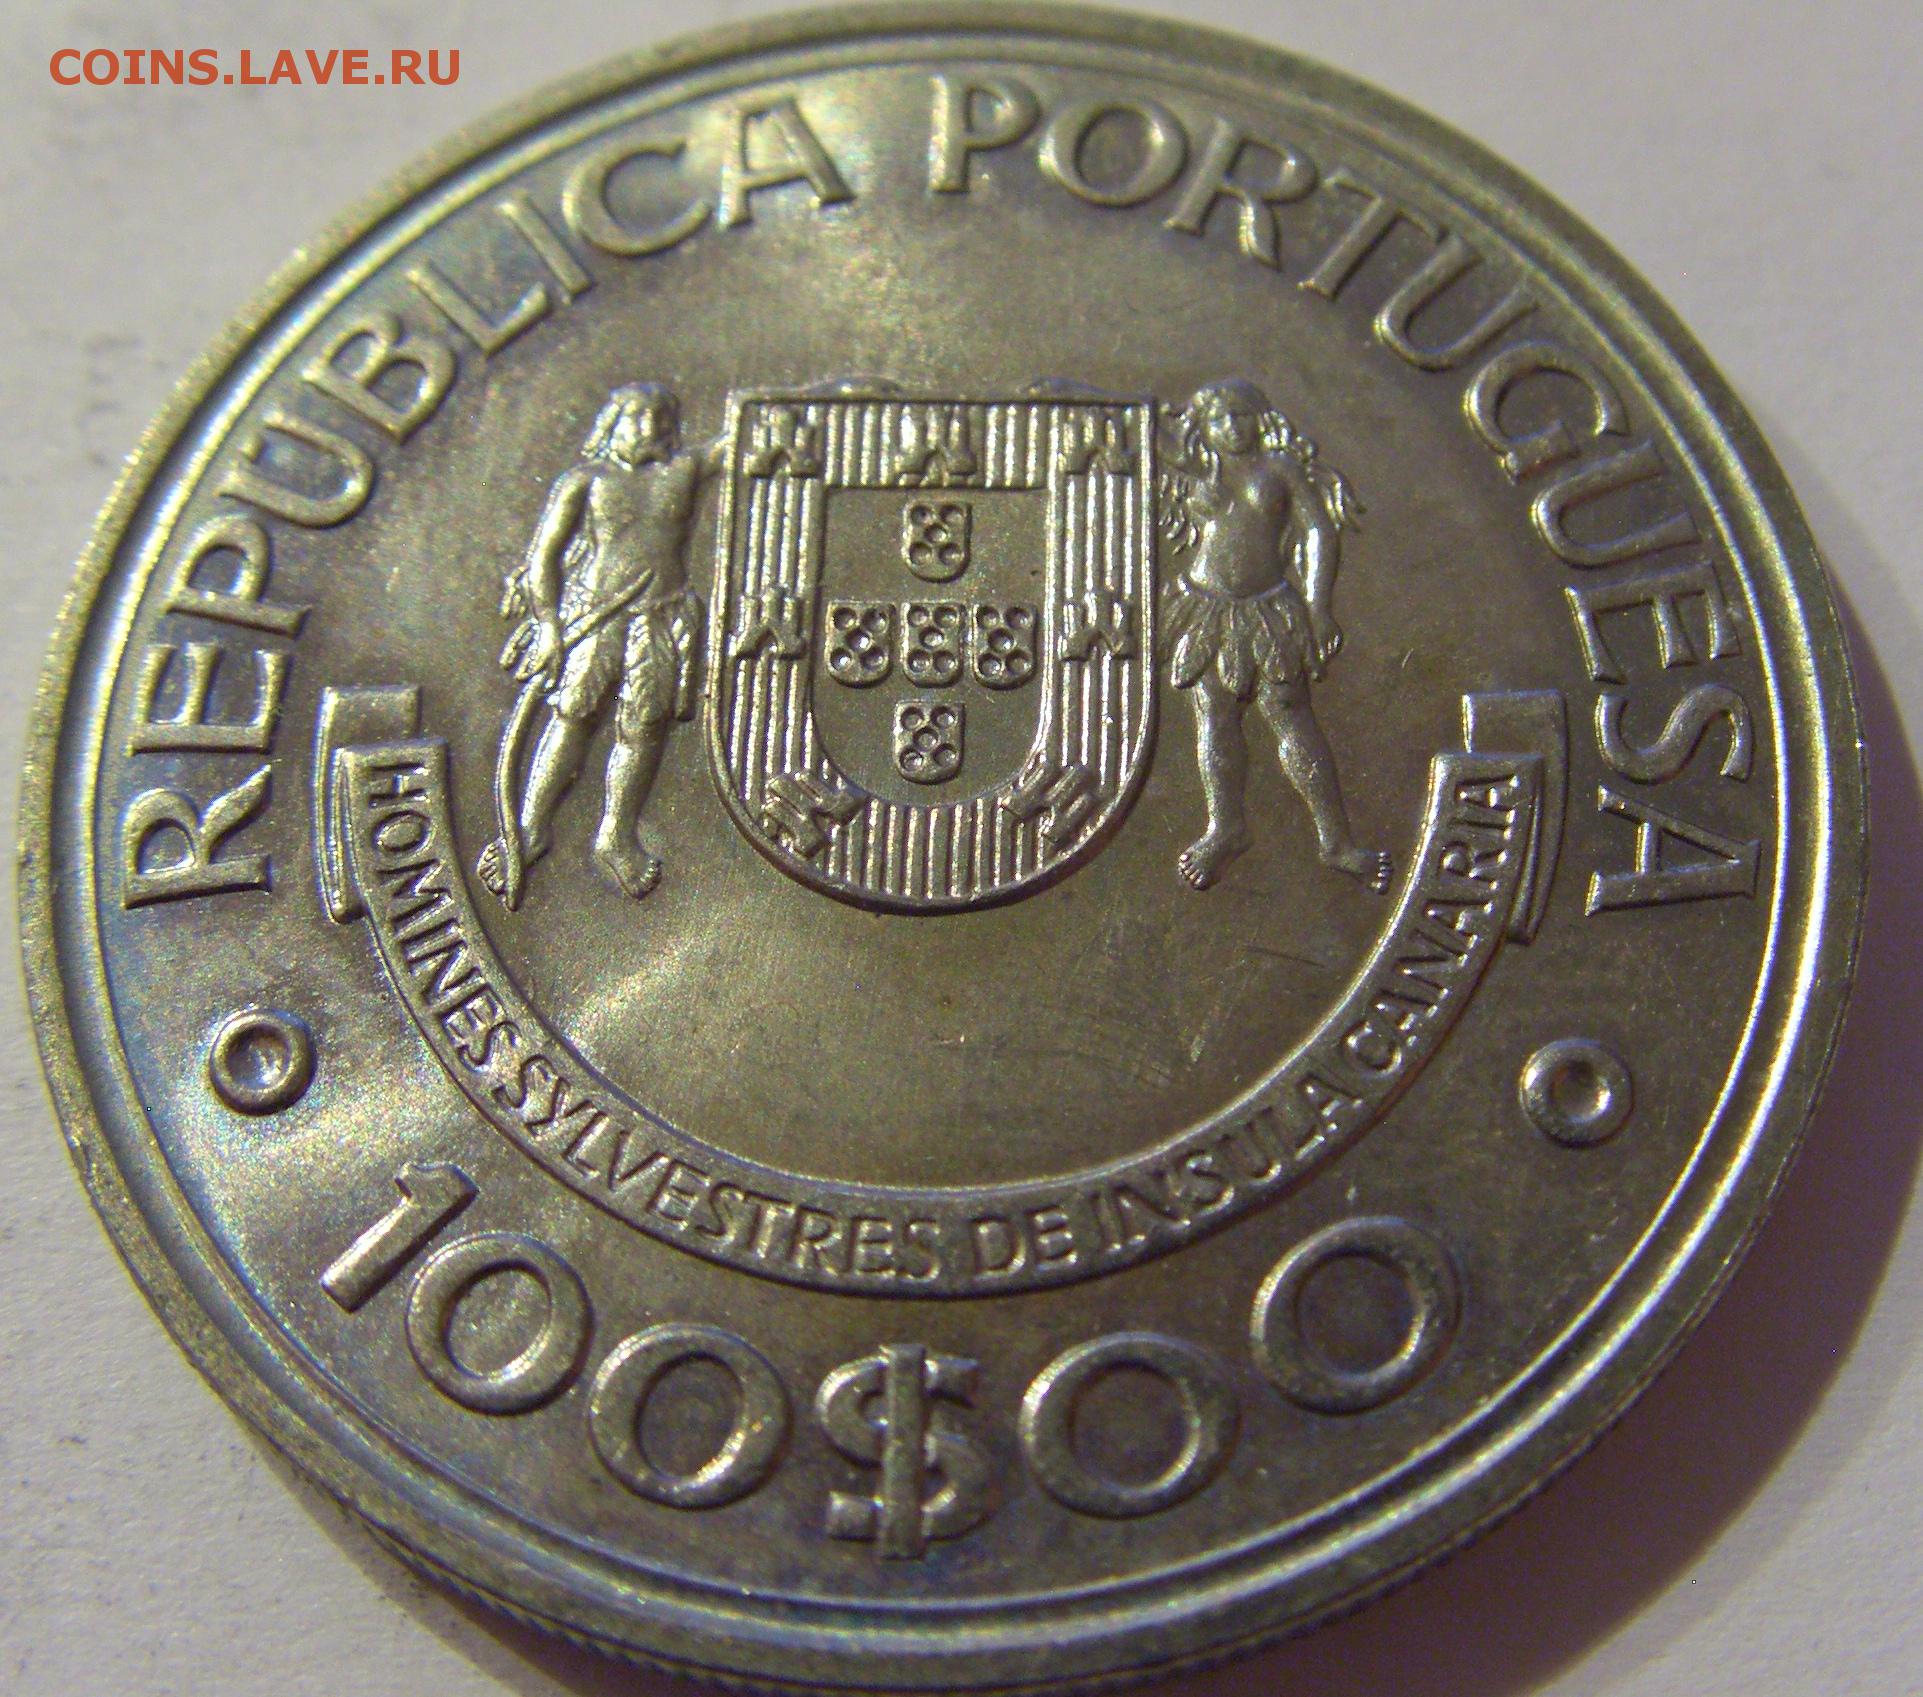 COINS.LAVE.RU
REPUBLICA PORTUGUESA
HOMINES SYLVESTRES DE INSULA CANARIA
100$00